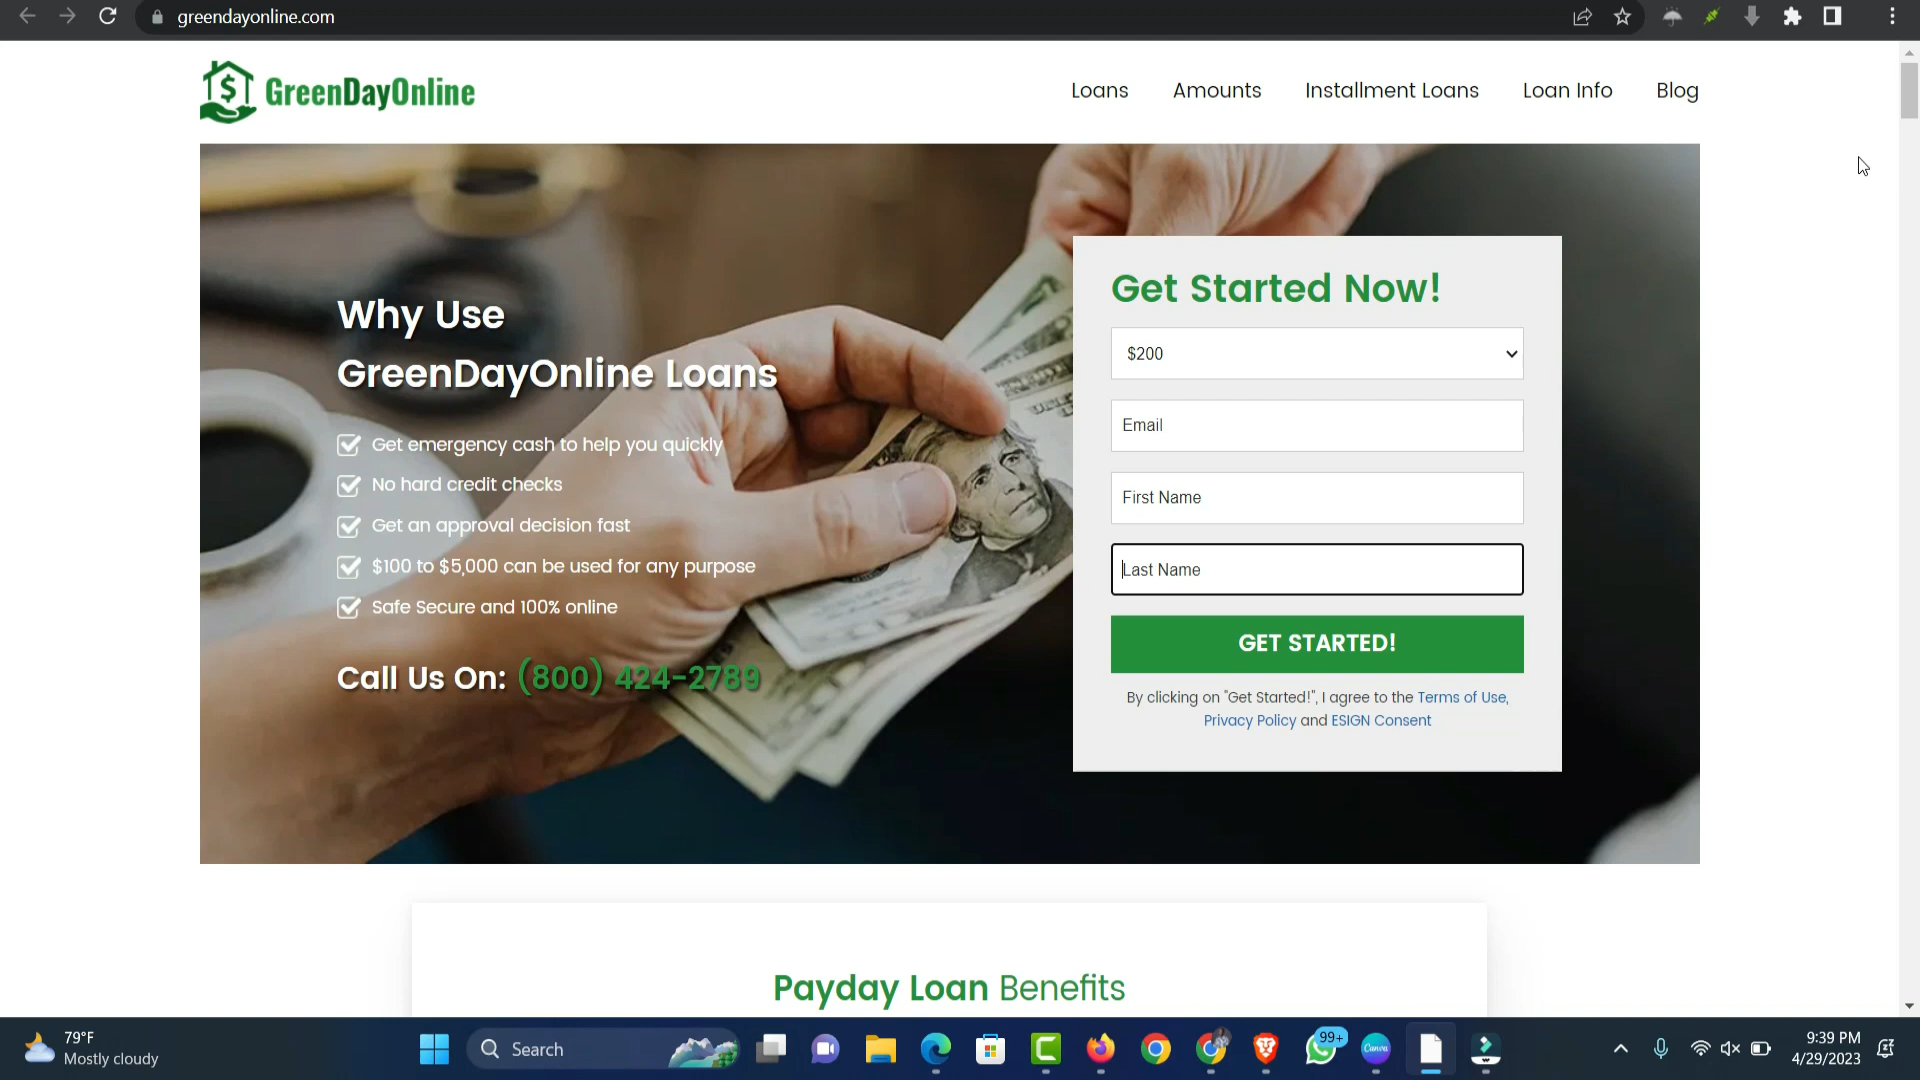 greendayonline.com
GreenDayOnline
Loans
Amounts
Installment Loans
Loan Info
Blog
Why Use
GreenDayOnline Loans
Get emergency cash to help you quickly
No hard credit checks
Get an approval decision fast
$100 to $5,000 can be used for any purpose
Safe Secure and 100% online
Call Us On: (800) 424-2789
Get Started Now!
$200
Email
First Name
Last Name
GET STARTED!
By clicking on "Get Started!", I agree to the Terms of Use,
Privacy Policy and ESIGN Consent
Payday Loan Benefits
79°F
Mostly cloudy
Search
99+
Canva
9:39 PM
4/29/2023